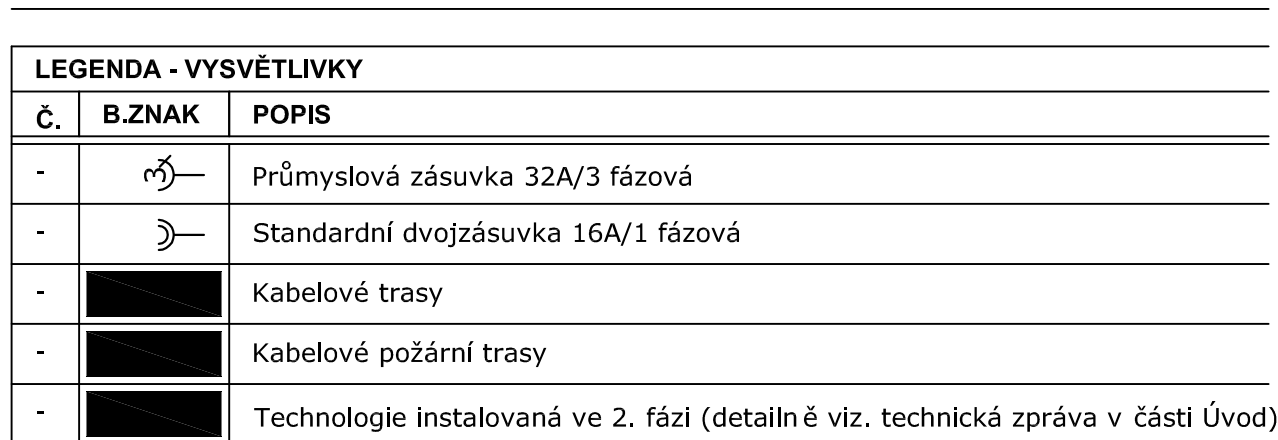 LEGENDA - VYSVĚTLIVKY
Č. B.ZNAK POPIS
- Průmyslová zásuvka 32A/3 fázová
- Standardní dvojzásuvka 16A/1 fázová
- Kabelové trasy
- Kabelové požární trasy
- Technologie instalovaná ve 2. fázi (detailně viz. technická zpráva v části Úvod)